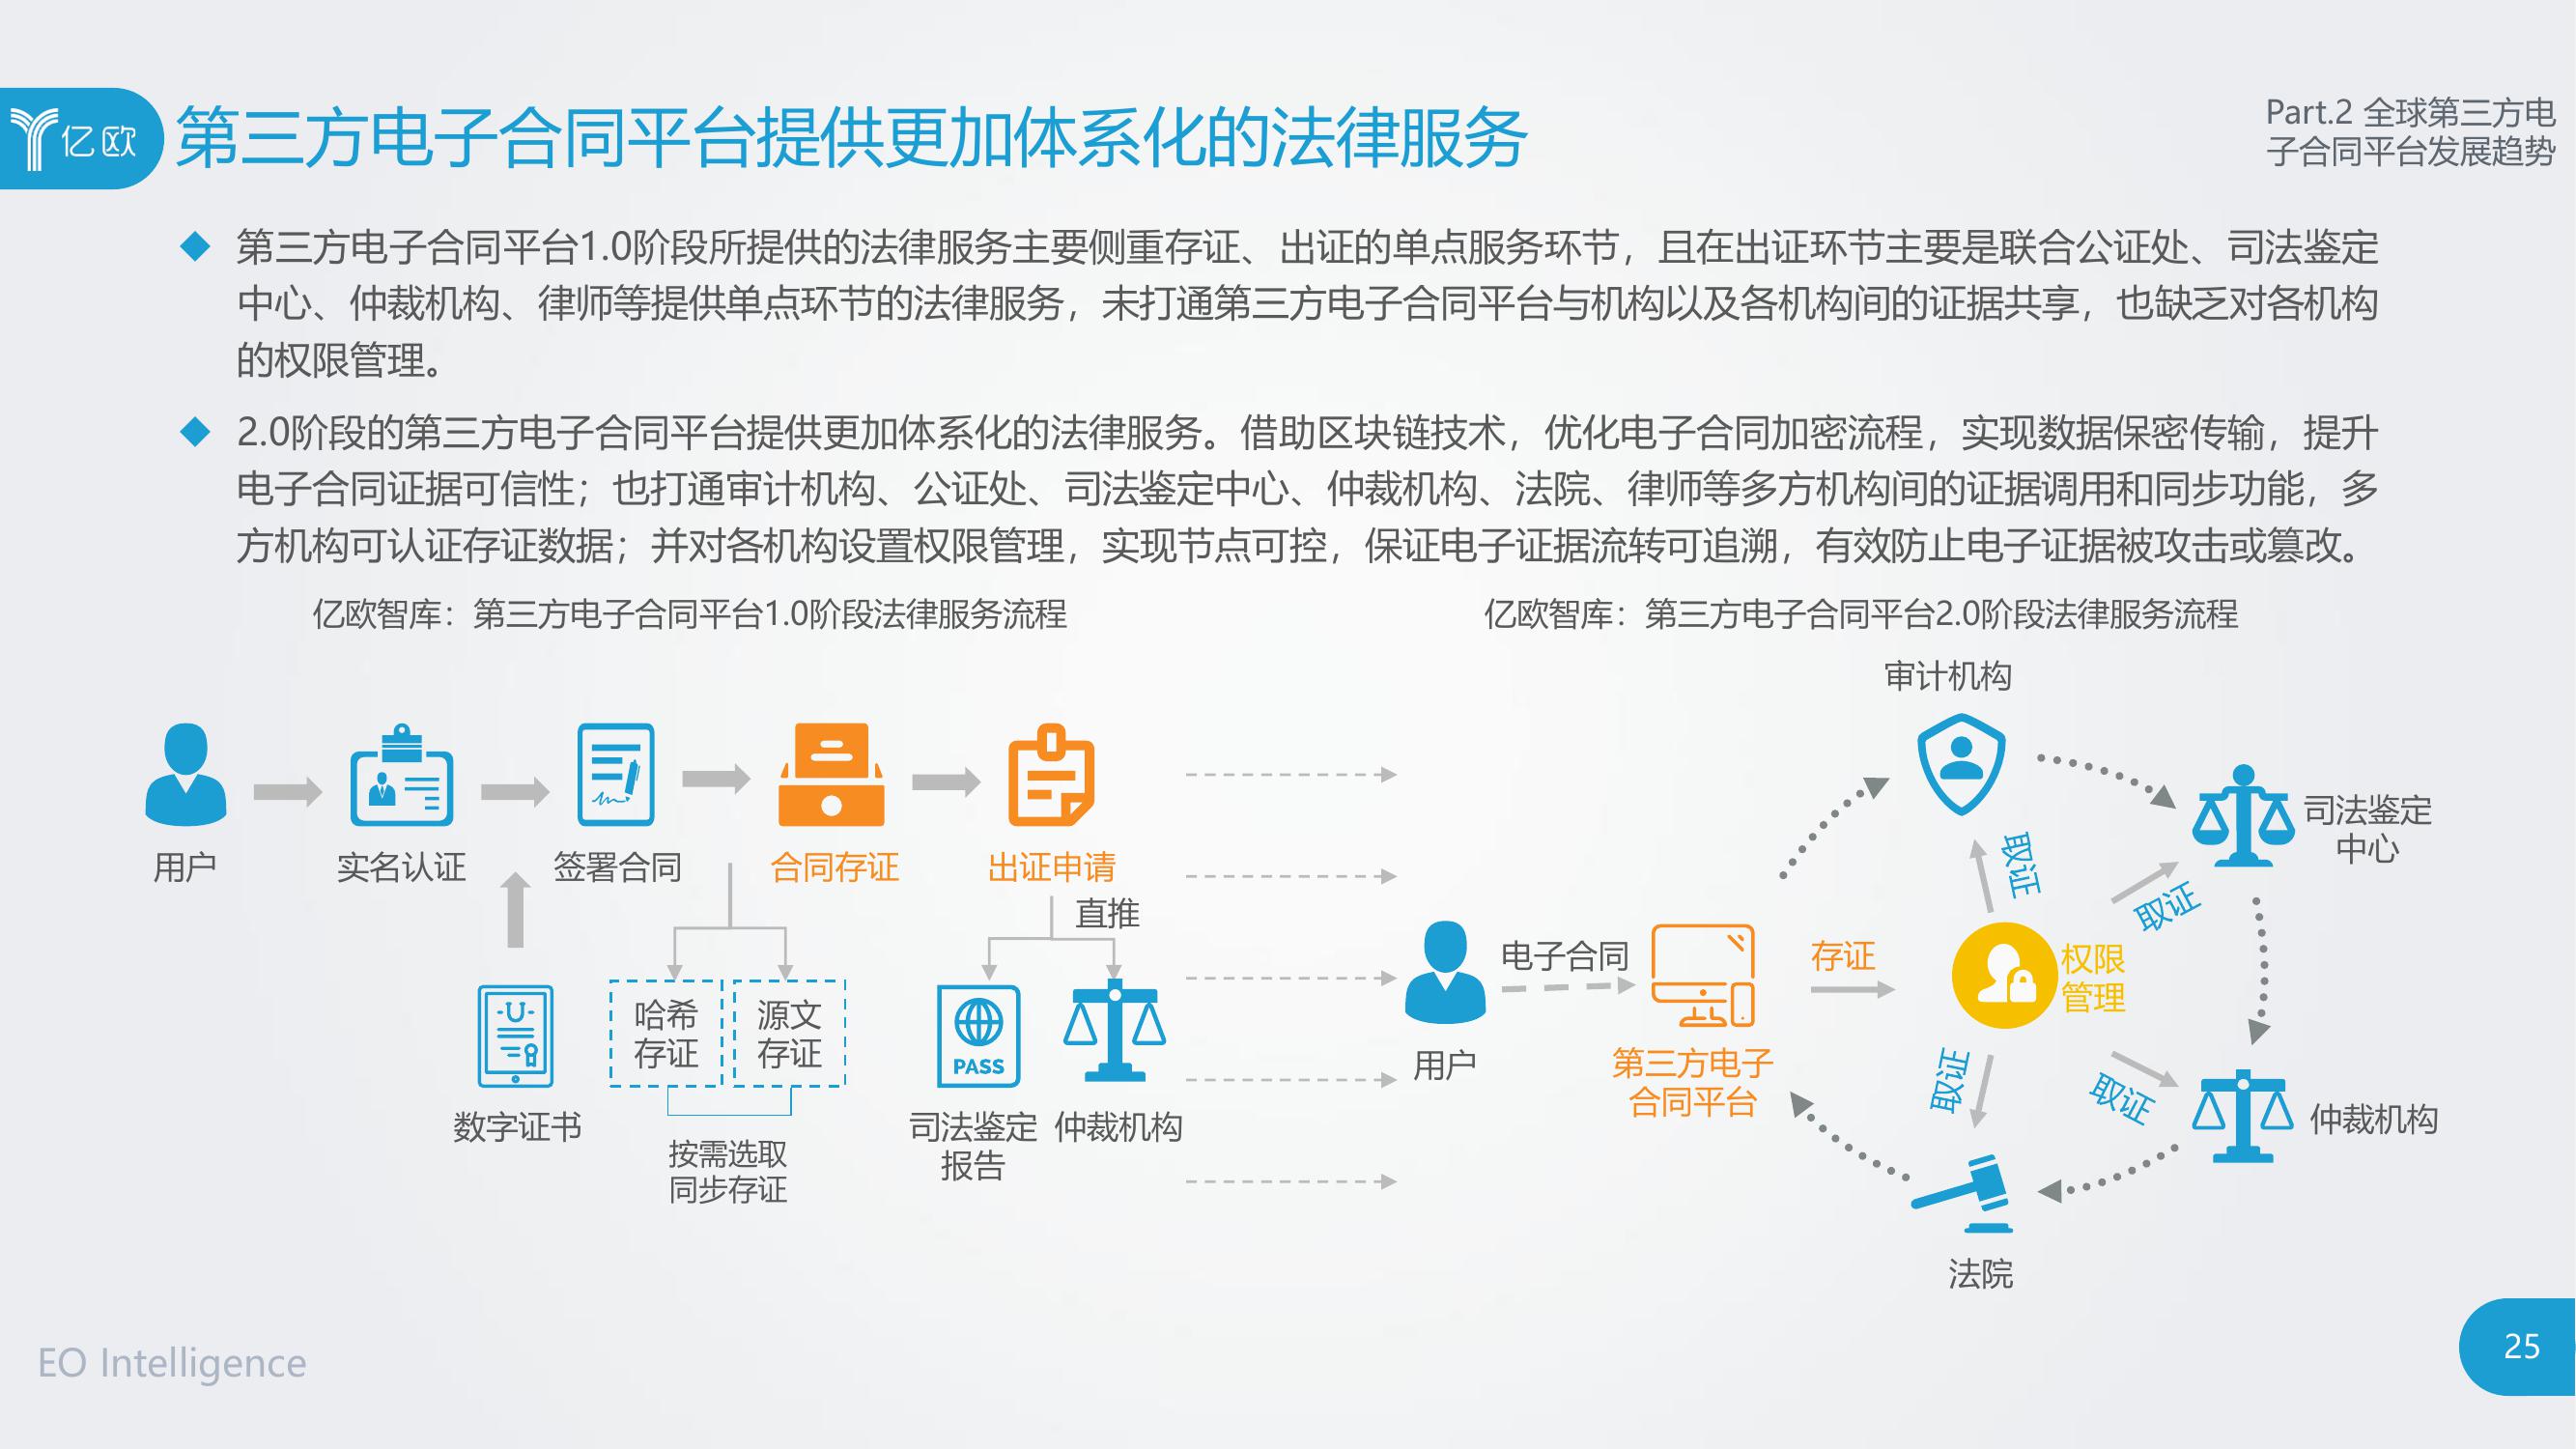 亿欧
第三方电子合同平台提供更加体系化的法律服务
Part.2 全球第三方电
子合同平台发展趋势
第三方电子合同平台1.0阶段所提供的法律服务主要侧重存证、出证的单点服务环节，且在出证环节主要是联合公证处、司法鉴定
中心、仲裁机构、律师等提供单点环节的法律服务，未打通第三方电子合同平台与机构以及各机构间的证据共享，也缺乏对各机构
的权限管理。
2.0阶段的第三方电子合同平台提供更加体系化的法律服务。借助区块链技术，优化电子合同加密流程，实现数据保密传输，提升
电子合同证据可信性；也打通审计机构、公证处、司法鉴定中心、仲裁机构、法院、律师等多方机构间的证据调用和同步功能，多
方机构可认证存证数据；并对各机构设置权限管理，实现节点可控，保证电子证据流转可追溯，有效防止电子证据被攻击或篡改。
亿欧智库：第三方电子合同平台1.0阶段法律服务流程
用户
实名认证
签署合同
合同存证
出证申请
直推
哈希
存证
源文
存证
PASS
数字证书
司法鉴定
报告
仲裁机构
按需选取
同步存证
亿欧智库：第三方电子合同平台2.0阶段法律服务流程
审计机构
司法鉴定
中心
取证
取证
用户
电子合同
第三方电子
合同平台
存证
权限
管理
取证
取证
仲裁机构
法院
EO Intelligence
25